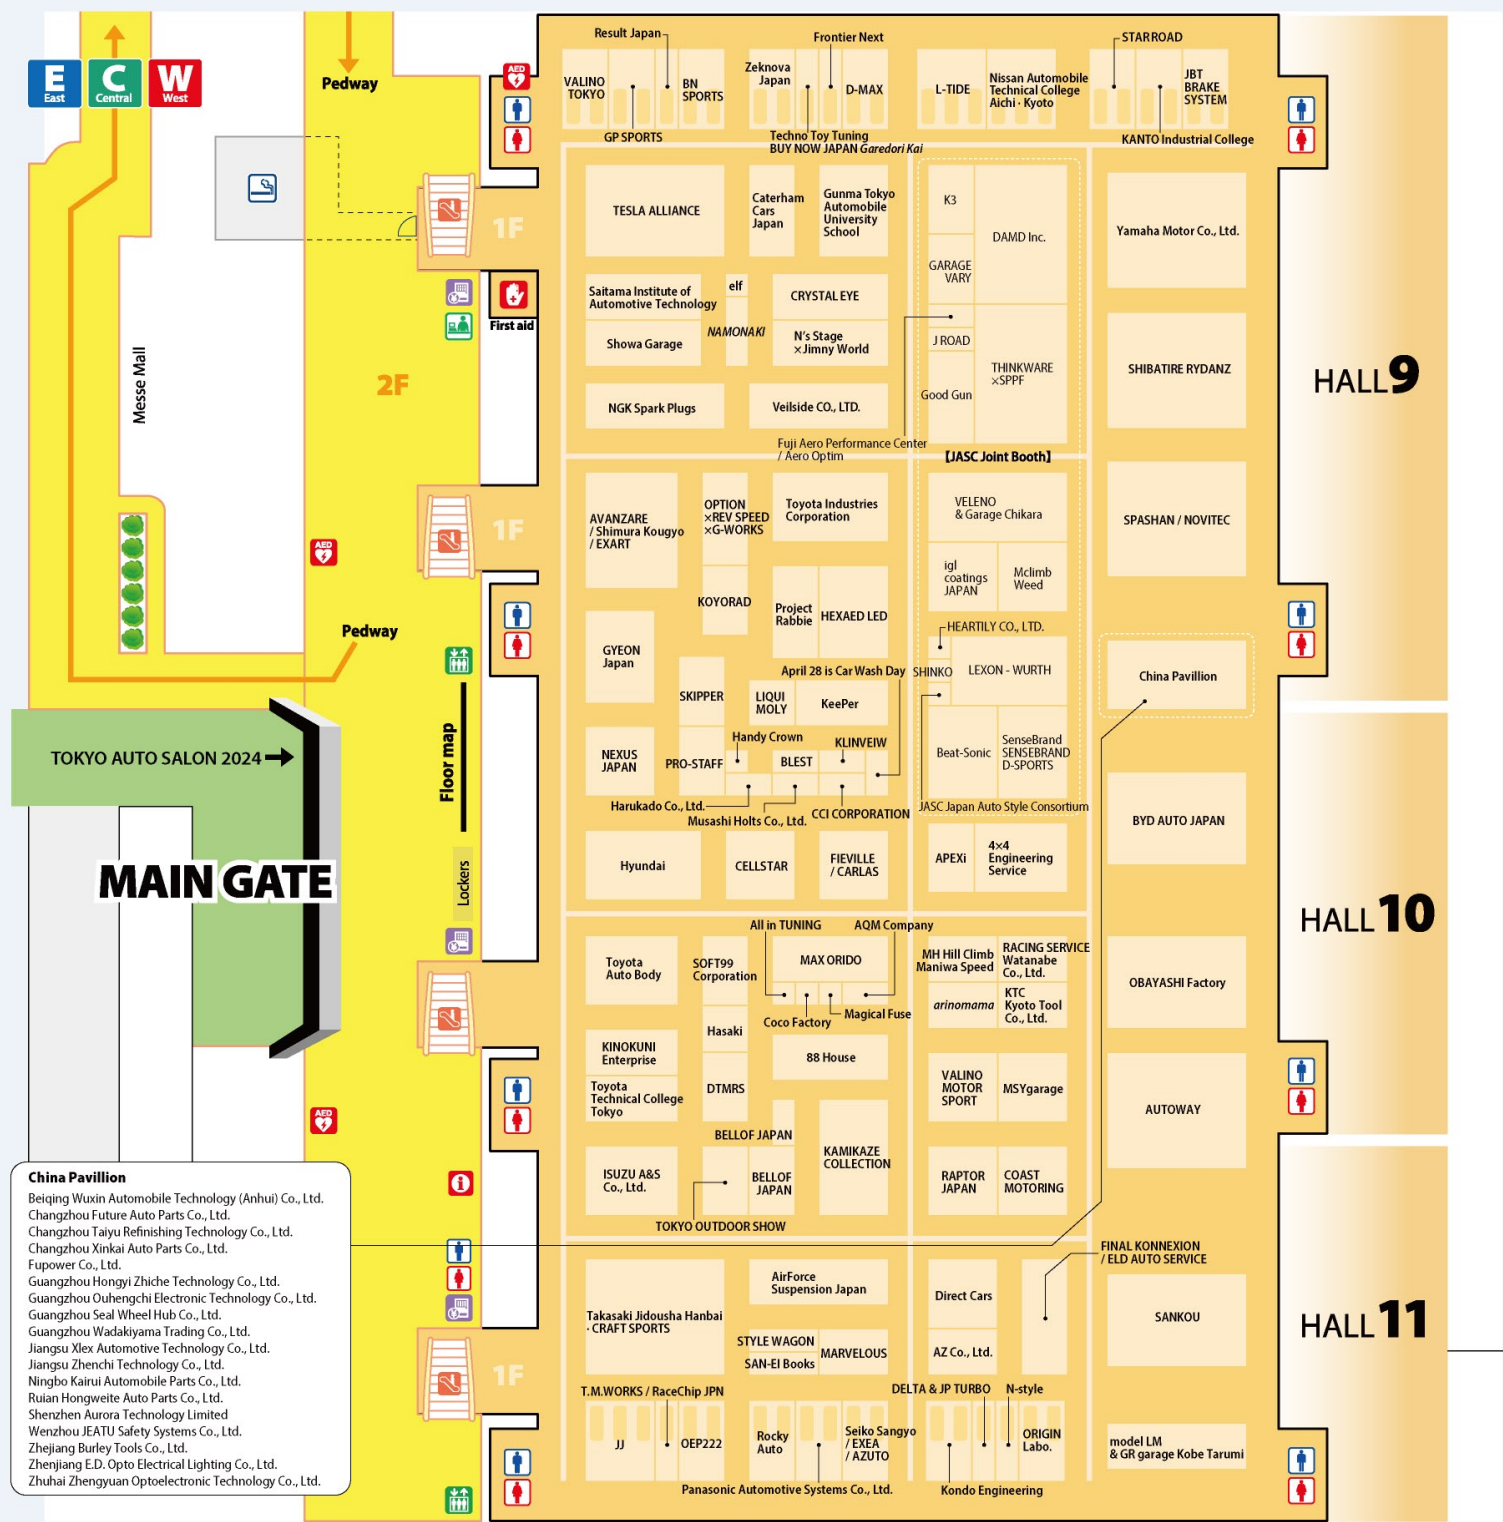 E
East
C
Central
W
West
Pedway
AED
Result Japan
Frontier Next
STAR ROAD
VALINO
TOKYO
BN
SPORTS
GP SPORTS
Zeknova
Japan
D-MAX
Techno Toy Tuning
BUY NOW JAPAN Garedori Kai
L-TIDE
Nissan Automobile
Technical College
Aichi · Kyoto
JBT
BRAKE
SYSTEM
KANTO Industrial College
1F
First aid
Messe Mall
2F
TESLA ALLIANCE
Caterham
Cars
Japan
Gunma Tokyo
Automobile
University
School
K3
DAMD Inc.
GARAGE
VARY
Yamaha Motor Co., Ltd.
Saitama Institute of
Automotive Technology
elf
CRYSTAL EYE
Showa Garage
NAMONAKI
N's Stage
×Jimny World
J ROAD
THINKWARE
×SPPF
Good Gun
SHIBATIRE RYDANZ
HALL9
NGK Spark Plugs
Veilside CO., LTD.
Fuji Aero Performance Center
/ Aero Optim
【JASC Joint Booth】
1F
AED
AVANZARE
/ Shimura Kougyo
/ EXART
OPTION
×REV SPEED
×G-WORKS
Toyota Industries
Corporation
VELENO
& Garage Chikara
SPASHAN / NOVITEC
KOYORAD
Project
Rabbie
HEXAED LED
igl
coatings
JAPAN
Mclimb
Weed
Pedway
GYEON
Japan
HEARTILY CO., LTD.
SHINKO
LEXON - WURTH
China Pavillion
April 28 is Car Wash Day
SKIPPER
LIQUI
MOLY
KeePer
Handy Crown
KLINVEIW
NEXUS
JAPAN
PRO-STAFF
BLEST
Beat-Sonic
SenseBrand
SENSEBRAND
D-SPORTS
Harukado Co., Ltd.
Musashi Holts Co., Ltd.
CCI CORPORATION
JASC Japan Auto Style Consortium
BYD AUTO JAPAN
TOKYO AUTO SALON 2024
Floor map
MAIN GATE
Lockers
Hyundai
CELLSTAR
FIEVILLE
/ CARLAS
APEXi
4×4
Engineering
Service
HALL10
All in TUNING
AQM Company
Toyota
Auto Body
SOFT99
Corporation
MAX ORIDO
MH Hill Climb
Maniwa Speed
RACING SERVICE
Watanabe
Co., Ltd.
OBAYASHI Factory
arinomama
KTC
Kyoto Tool
Co., Ltd.
Coco Factory
Magical Fuse
Hasaki
KINOKUNI
Enterprise
88 House
Toyota
Technical College
Tokyo
DTMRS
VALINO
MOTOR
SPORT
MSYgarage
AUTOWAY
AED
BELLOF JAPAN
KAMIKAZE
COLLECTION
ISUZU A&S
Co., Ltd.
BELLOF
JAPAN
RAPTOR
JAPAN
COAST
MOTORING
TOKYO OUTDOOR SHOW
FINAL KONNEXION
/ ELD AUTO SERVICE
AirForce
Suspension Japan
Direct Cars
Takasaki Jidousha Hanbai
· CRAFT SPORTS
SANKOU
HALL11
STYLE WAGON
SAN-EI Books
MARVELOUS
AZ Co., Ltd.
1F
T.M.WORKS / RaceChip JPN
DELTA & JP TURBO
N-style
JJ
OEP222
Rocky
Auto
Seiko Sangyo
/ EXEA
/ AZUTO
ORIGIN
Labo.
model LM
& GR garage Kobe Tarumi
Panasonic Automotive Systems Co., Ltd.
Kondo Engineering
China Pavillion
Beiqing Wuxin Automobile Technology (Anhui) Co., Ltd.
Changzhou Future Auto Parts Co., Ltd.
Changzhou Taiyu Refinishing Technology Co., Ltd.
Changzhou Xinkai Auto Parts Co., Ltd.
Fupower Co., Ltd.
Guangzhou Hongyi Zhiche Technology Co., Ltd.
Guangzhou Ouhengchi Electronic Technology Co., Ltd.
Guangzhou Seal Wheel Hub Co., Ltd.
Guangzhou Wadakiyama Trading Co., Ltd.
Jiangsu Xlex Automotive Technology Co., Ltd.
Jiangsu Zhenchi Technology Co., Ltd.
Ningbo Kairui Automobile Parts Co., Ltd.
Ruian Hongweite Auto Parts Co., Ltd.
Shenzhen Aurora Technology Limited
Wenzhou JEATU Safety Systems Co., Ltd.
Zhejiang Burley Tools Co., Ltd.
Zhenjiang E.D. Opto Electrical Lighting Co., Ltd.
Zhuhai Zhengyuan Optoelectronic Technology Co., Ltd.